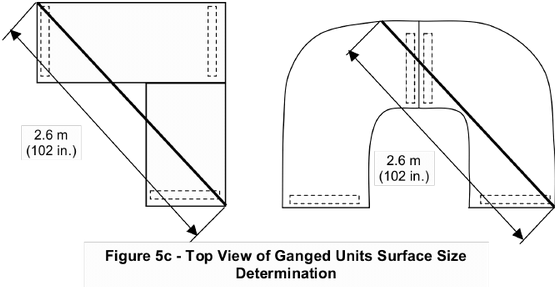 2.6 m
(102 in.)
2.6 m
(102 in.)
Figure 5c - Top View of Ganged Units Surface Size
Determination